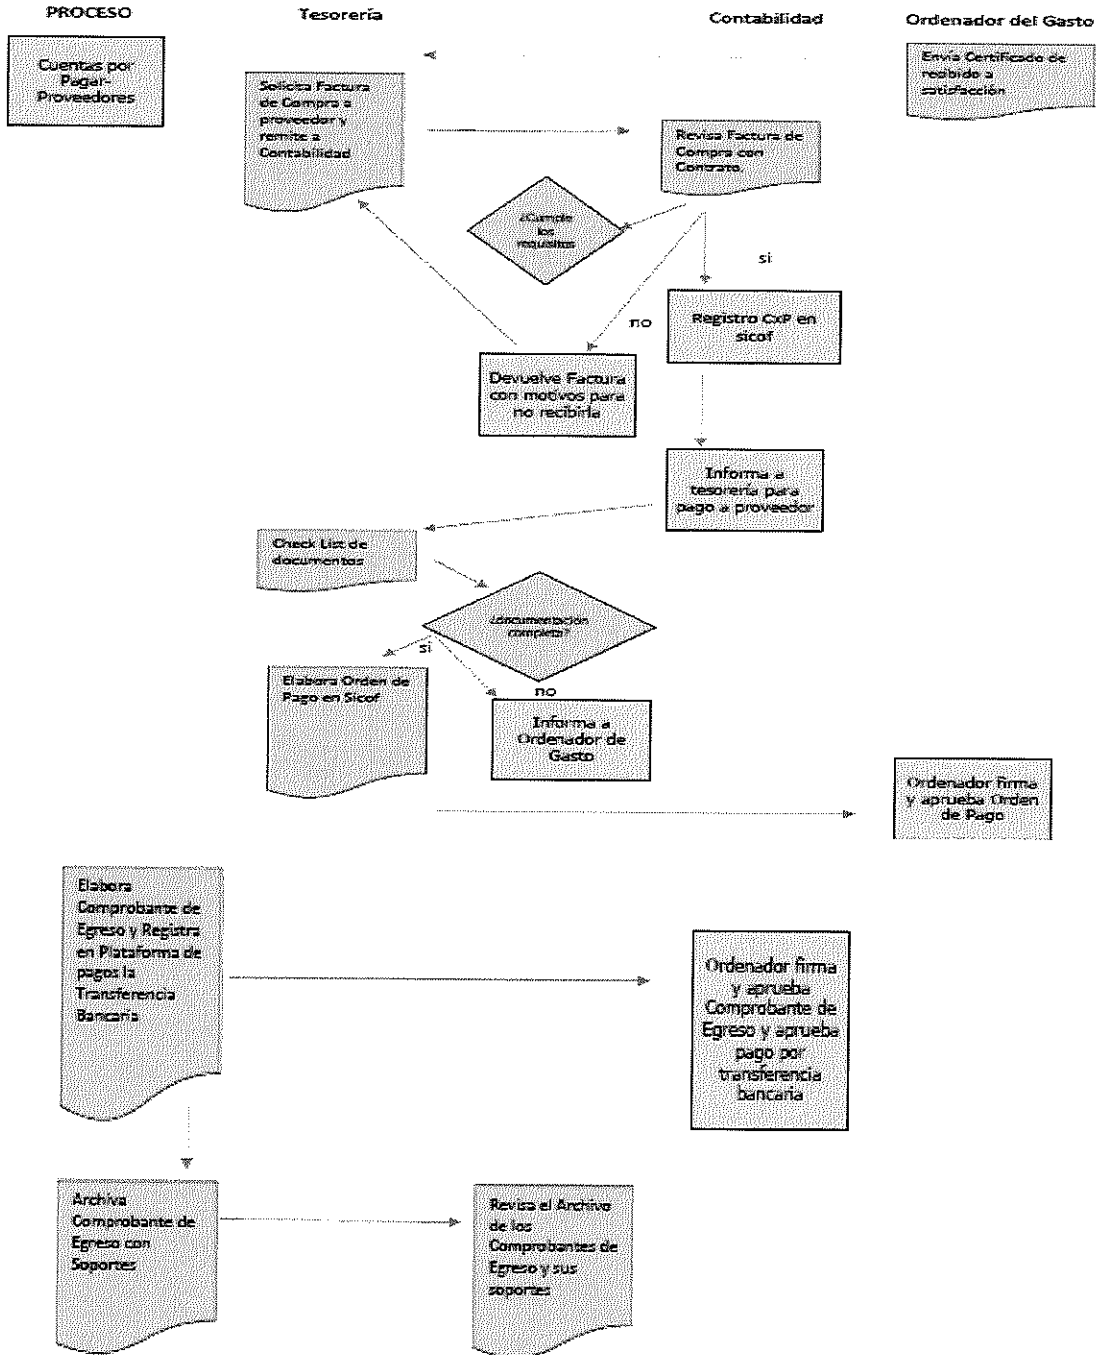 PROCESO
Tesorería
Contabilidad
Ordenador del Gasto
Cuentas por
Pagar-
Proveedores
Envía Certificado de
recibido a
satisfacción
Solicita Factura
de Compra a
proveedor y
remite a
Contabilidad
Revisa Factura de
Compra con
Contrato.
¿Cumple
los
requisitos
si
no
Registro CxP en
sicof
Devuelve Factura
con motivos para
no recibirla
Informa a
tesorería para
pago a proveedor
Check List de
documentos
¿documentación
completa?
si
no
Elabora Orden de
Pago en Sicof
Informa a
Ordenador de
Gasto
Ordenador firma
y aprueba Orden
de Pago
Elabora
Comprobante de
Egreso y Registra
en Plataforma de
pagos la
Transferencia
Bancaria
Ordenador firma
y aprueba
Comprobante de
Egreso y aprueba
pago por
transferencia
bancaria
Archiva
Comprobante de
Egreso con
Soportes
Revisa el Archivo
de los
Comprobantes de
Egreso y sus
soportes